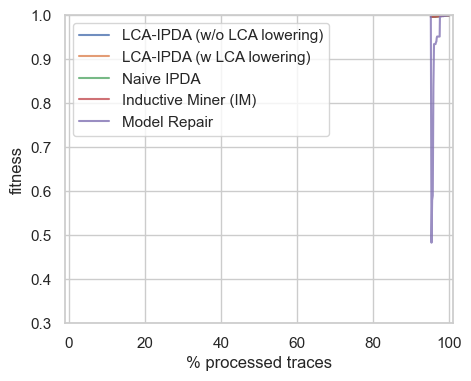 1.0
0.9
0.8
0.7
0.6
0.5
0.4
0.3
fitness
LCA-IPDA (w/o LCA lowering)
LCA-IPDA (w LCA lowering)
Naive IPDA
Inductive Miner (IM)
Model Repair
0 20 40 60 80 100
% processed traces